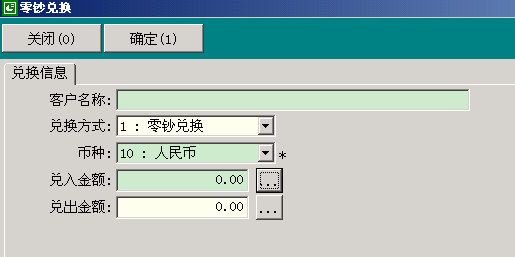 零钞兑换
关闭(0) 确定(1)
兑换信息
客户名称:
兑换方式: 1 : 零钞兑换
币种: 10 : 人民币 *
兑入金额: 0.00 ...
兑出金额: 0.00 ...